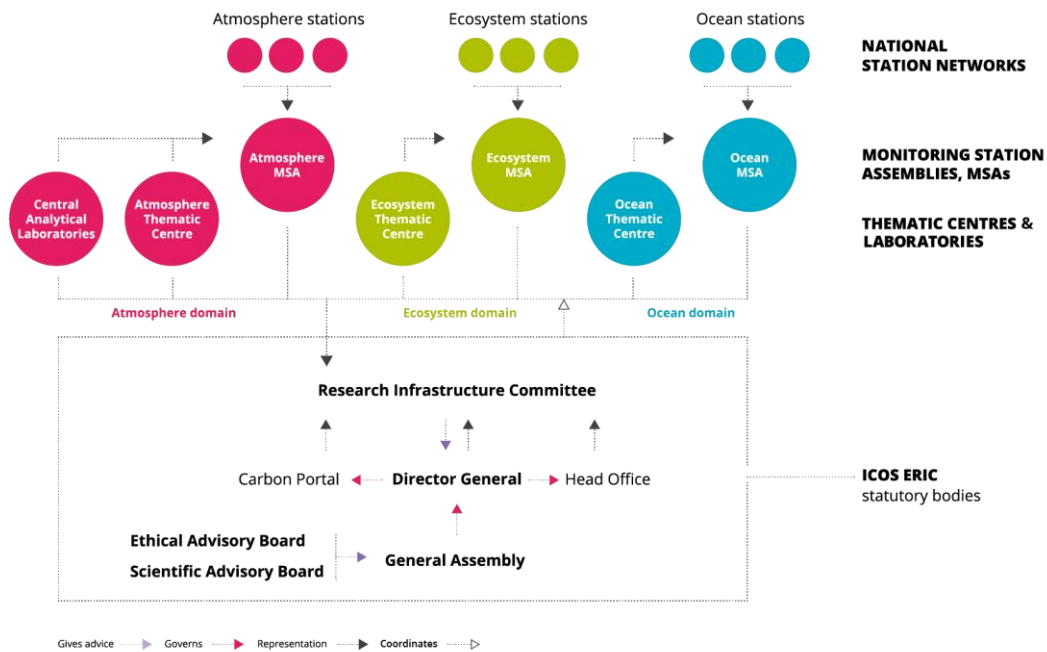 Atmosphere stations
Ecosystem stations
Ocean stations
NATIONAL
STATION NETWORKS
Atmosphere
MSA
Ecosystem
MSA
Ocean
MSA
MONITORING STATION
ASSEMBLIES, MSAs
Central
Analytical
Laboratories
Atmosphere
Thematic
Centre
Ecosystem
Thematic
Centre
Ocean
Thematic
Centre
THEMATIC CENTRES &
LABORATORIES
Atmosphere domain
Ecosystem domain
Ocean domain
Research Infrastructure Committee
Carbon Portal
Director General
Head Office
ICOS ERIC
statutory bodies
Ethical Advisory Board
Scientific Advisory Board
General Assembly
Gives advice
Governs
Representation
Coordinates